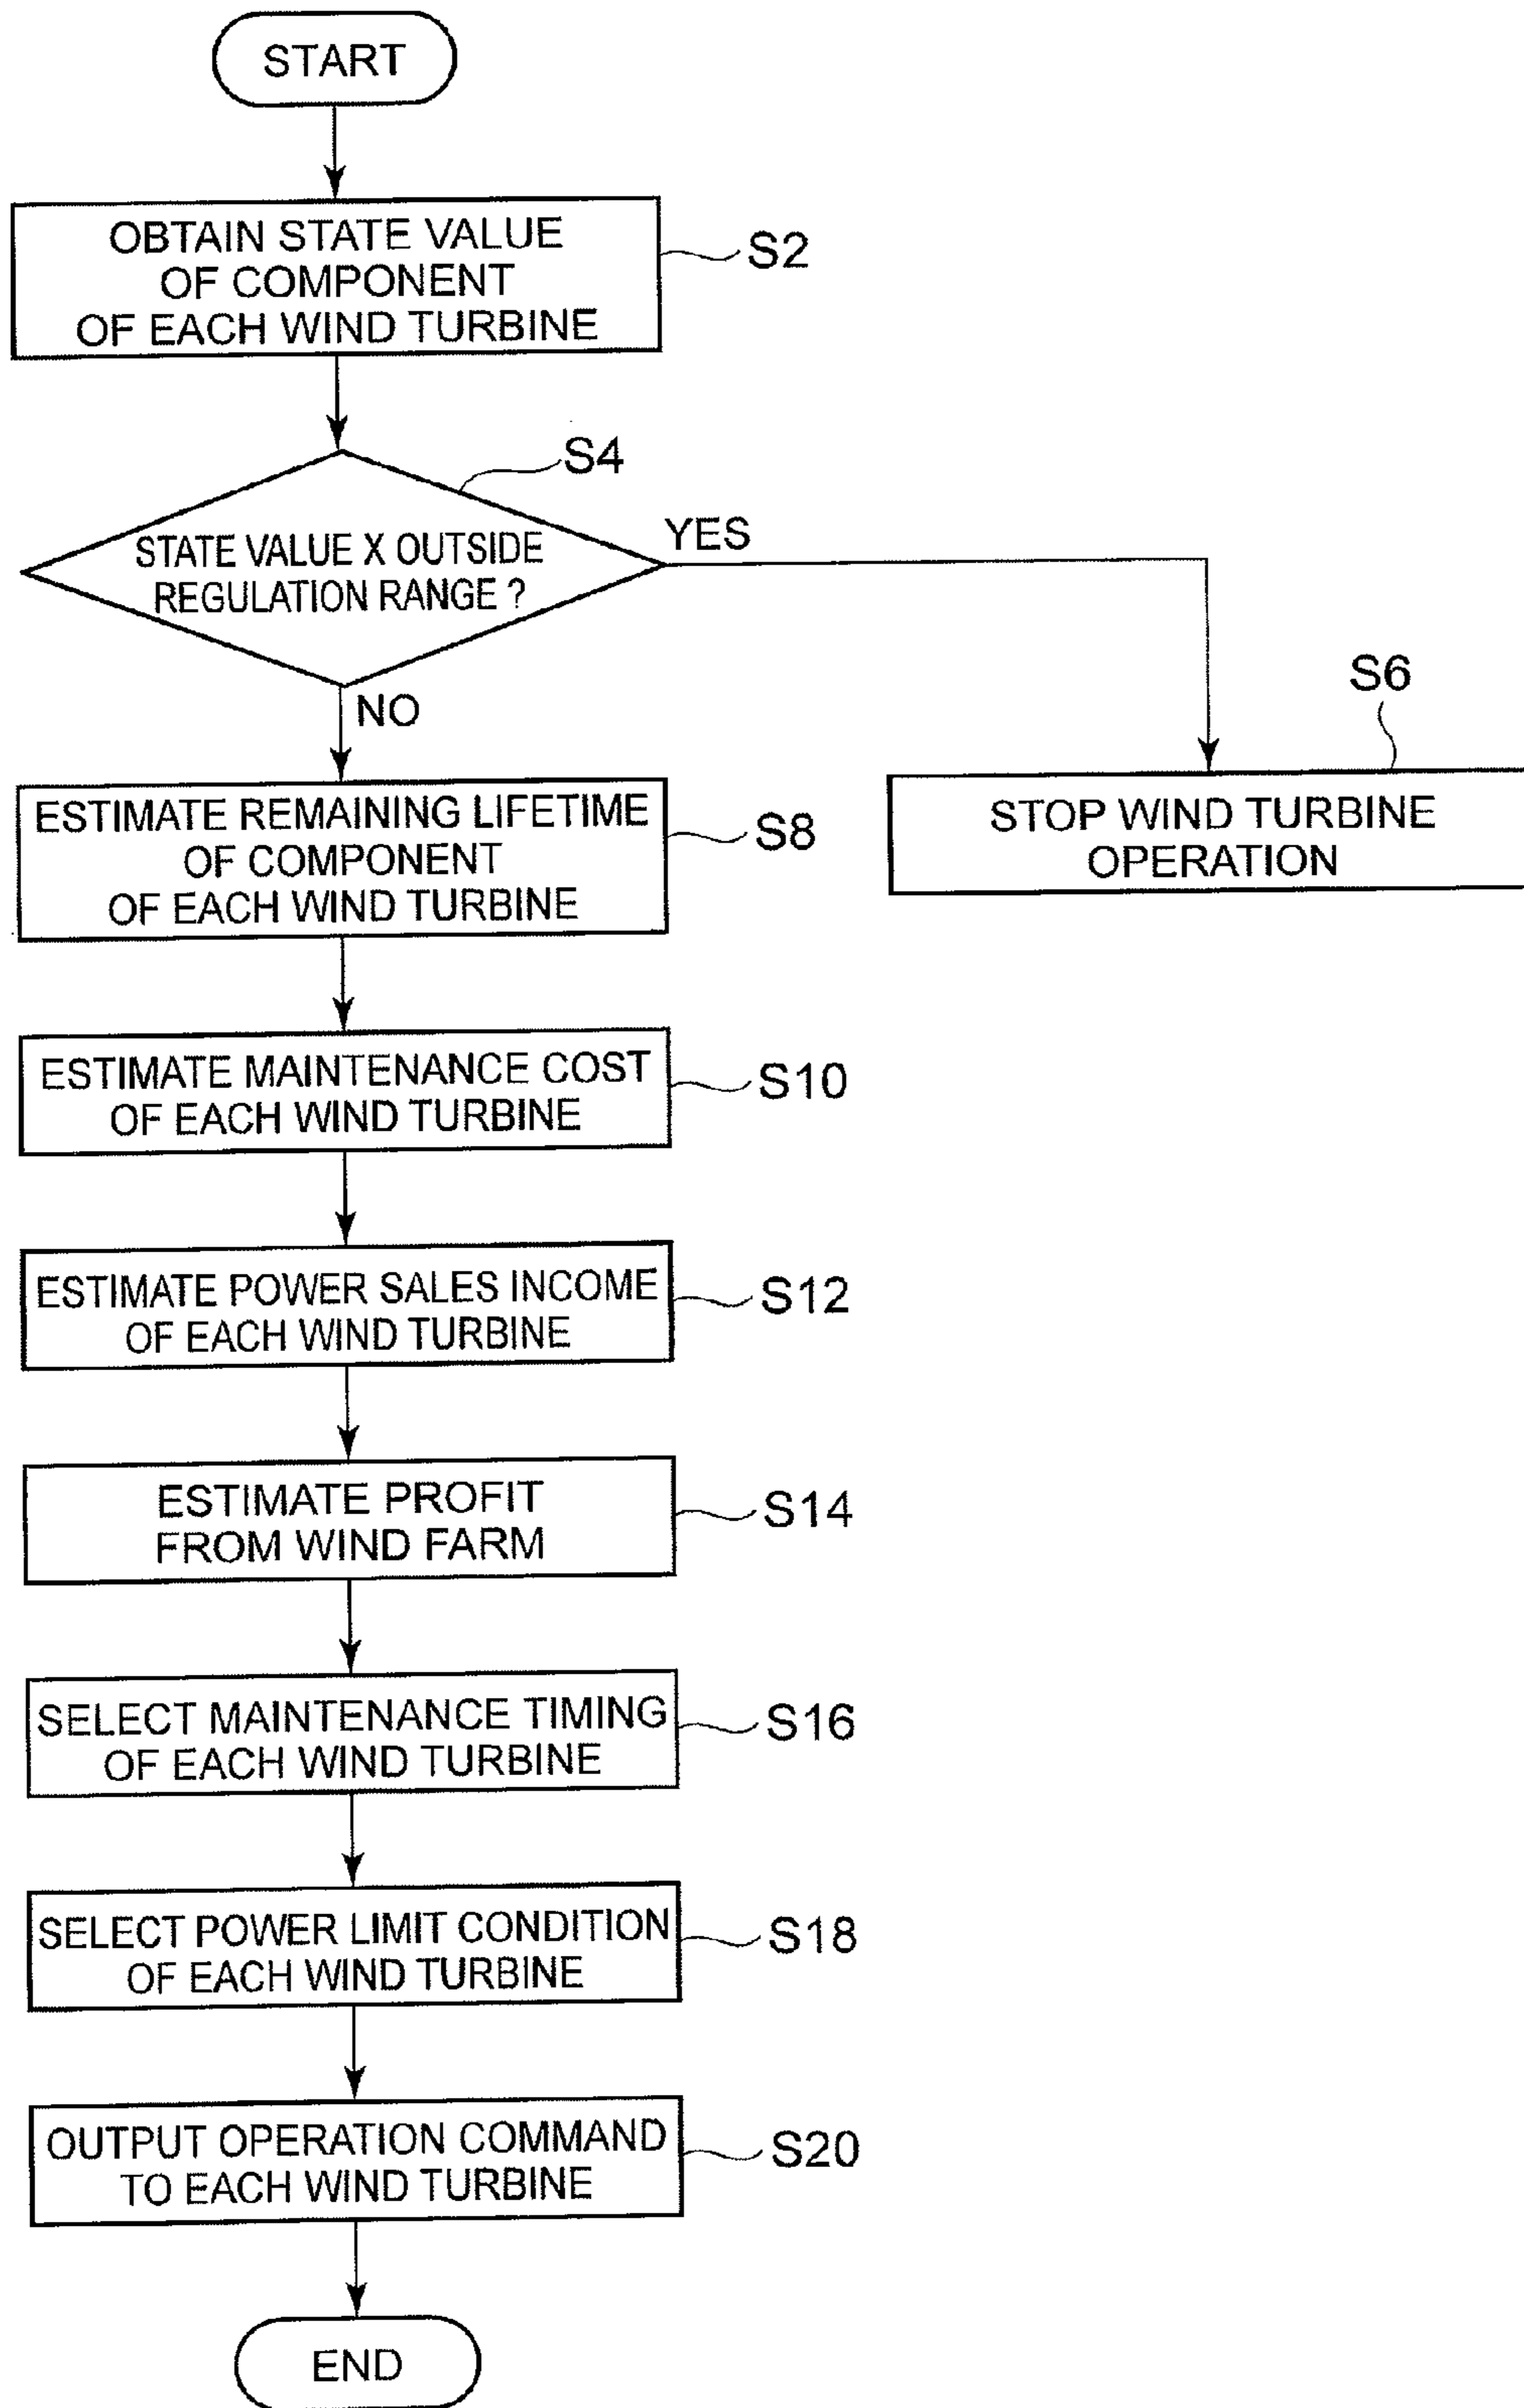 START
OBTAIN STATE VALUE
OF COMPONENT
OF EACH WIND TURBINE
S2
S4
STATE VALUE X OUTSIDE
REGULATION RANGE ?
YES
NO
S6
STOP WIND TURBINE
OPERATION
ESTIMATE REMAINING LIFETIME
OF COMPONENT
OF EACH WIND TURBINE
S8
ESTIMATE MAINTENANCE COST
OF EACH WIND TURBINE
S10
ESTIMATE POWER SALES INCOME
OF EACH WIND TURBINE
S12
ESTIMATE PROFIT
FROM WIND FARM
S14
SELECT MAINTENANCE TIMING
OF EACH WIND TURBINE
S16
SELECT POWER LIMIT CONDITION
OF EACH WIND TURBINE
S18
OUTPUT OPERATION COMMAND
TO EACH WIND TURBINE
S20
END